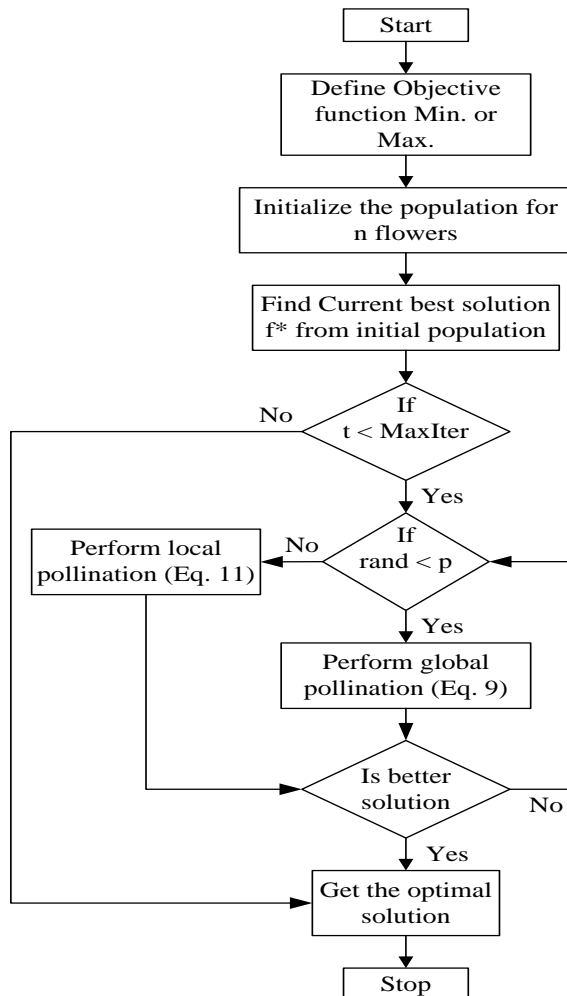 Start
Define Objective
function Min. or
Max.
Initialize the population for
n flowers
Find Current best solution
f* from initial population
If
t < MaxIter
No
Yes
If
rand < p
No
Perform local
pollination (Eq. 11)
Yes
Perform global
pollination (Eq. 9)
Is better
solution
No
Yes
Get the optimal
solution
Stop